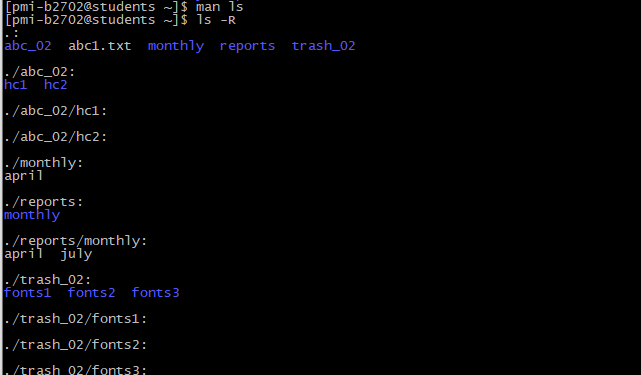 [pmi-b2702@students ~]$ man ls
[pmi-b2702@students ~]$ ls -R
.:
abc_02  abc1.txt  monthly  reports  trash_02
./abc_02:
hc1  hc2
./abc_02/hc1:
./abc_02/hc2:
./monthly:
april
./reports:
monthly
./reports/monthly:
april  july
./trash_02:
fonts1  fonts2  fonts3
./trash_02/fonts1:
./trash_02/fonts2:
./trash_02/fonts3: